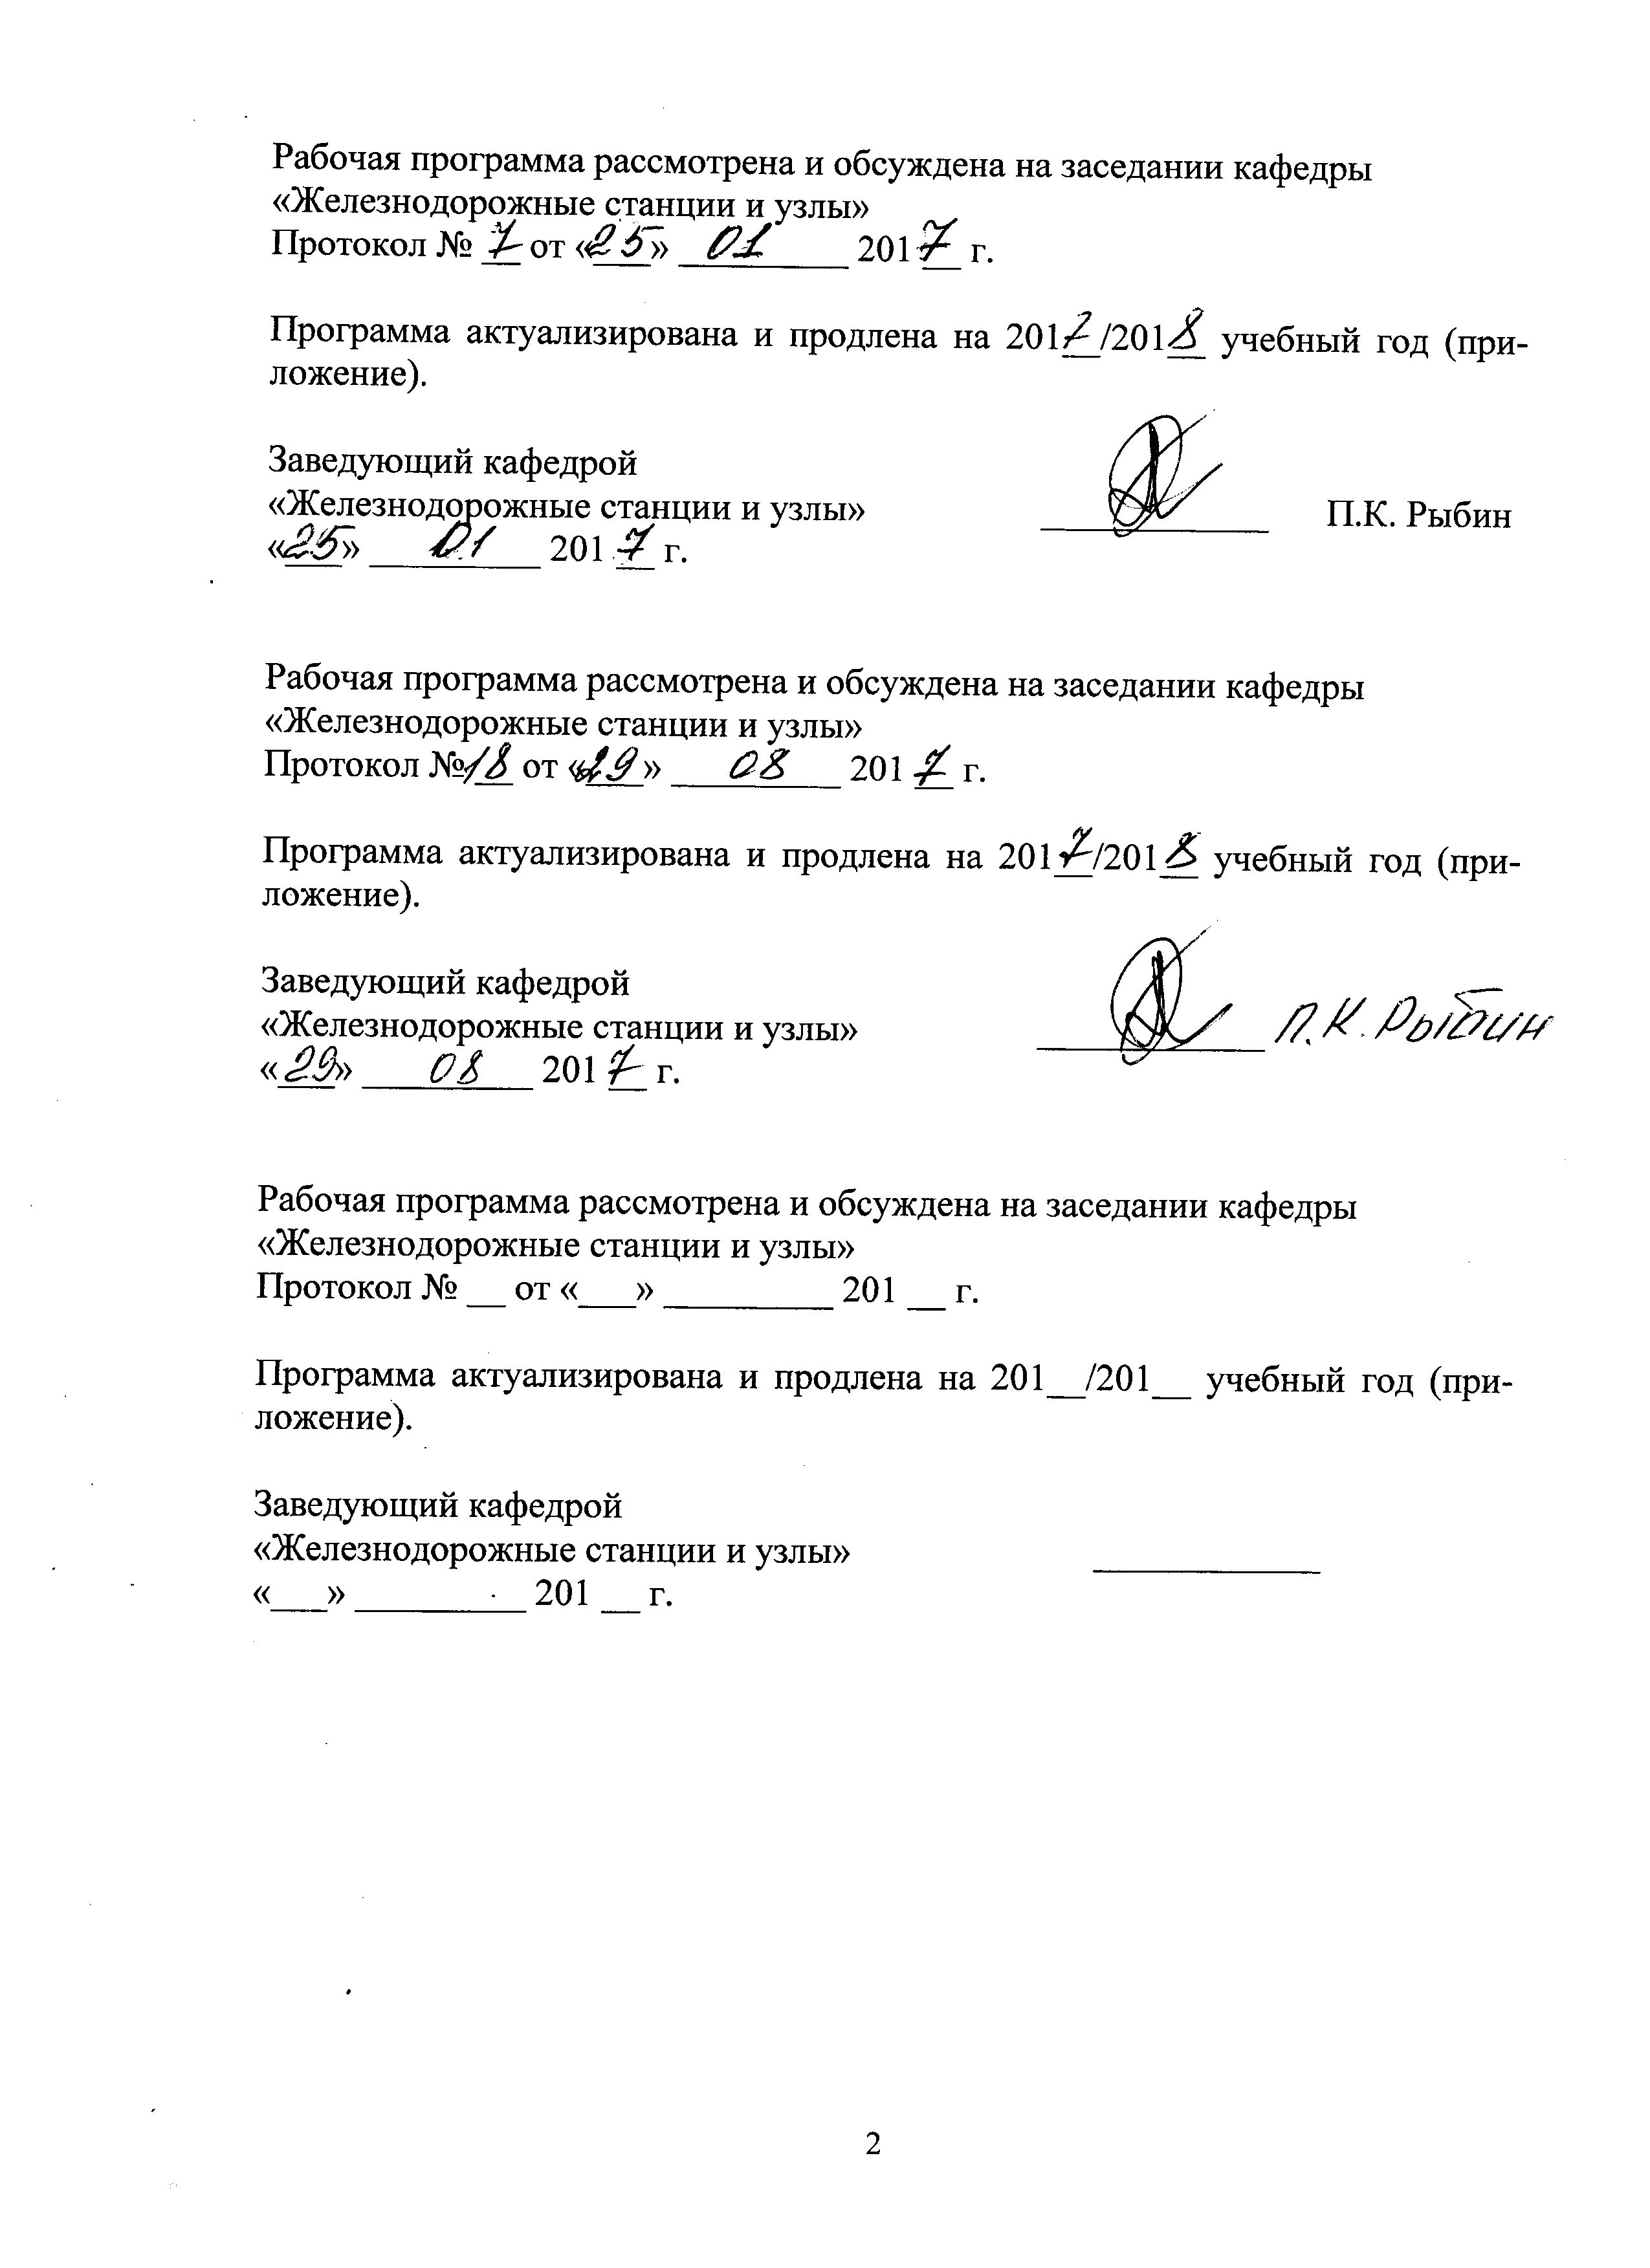 Рабочая программа рассмотрена и обсуждена на заседании кафедры
«Железнодорожные станции и узлы»
Протокол № 7 от «25» 01 2017 г.
Программа актуализирована и продлена на 2017/2018 учебный год (при-
ложение).
Заведующий кафедрой
«Железнодорожные станции и узлы» П.К. Рыбин
«25» 01 2017 г.
Рабочая программа рассмотрена и обсуждена на заседании кафедры
«Железнодорожные станции и узлы»
Протокол №18 от «29» 08 2017 г.
Программа актуализирована и продлена на 2017/2018 учебный год (при-
ложение).
Заведующий кафедрой
«Железнодорожные станции и узлы» П.К. Рыбин
«29» 08 2017 г.
Рабочая программа рассмотрена и обсуждена на заседании кафедры
«Железнодорожные станции и узлы»
Протокол № __ от «___» _________ 201 __ г.
Программа актуализирована и продлена на 201__/201__ учебный год (при-
ложение).
Заведующий кафедрой
«Железнодорожные станции и узлы» ____________
«___» _________ 201 __ г.
2